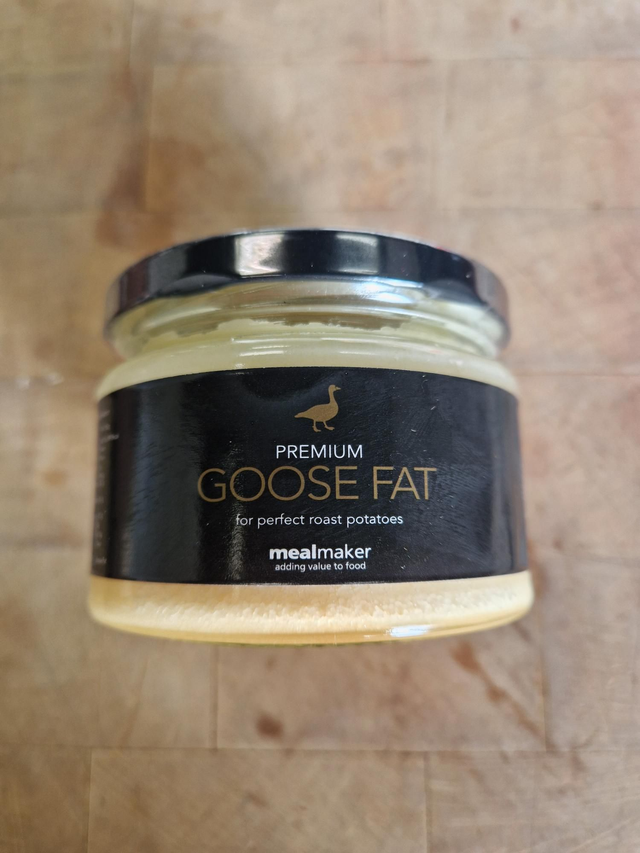 PREMIUM
GOOSE FAT
for perfect roast potatoes
mealmaker
adding value to food